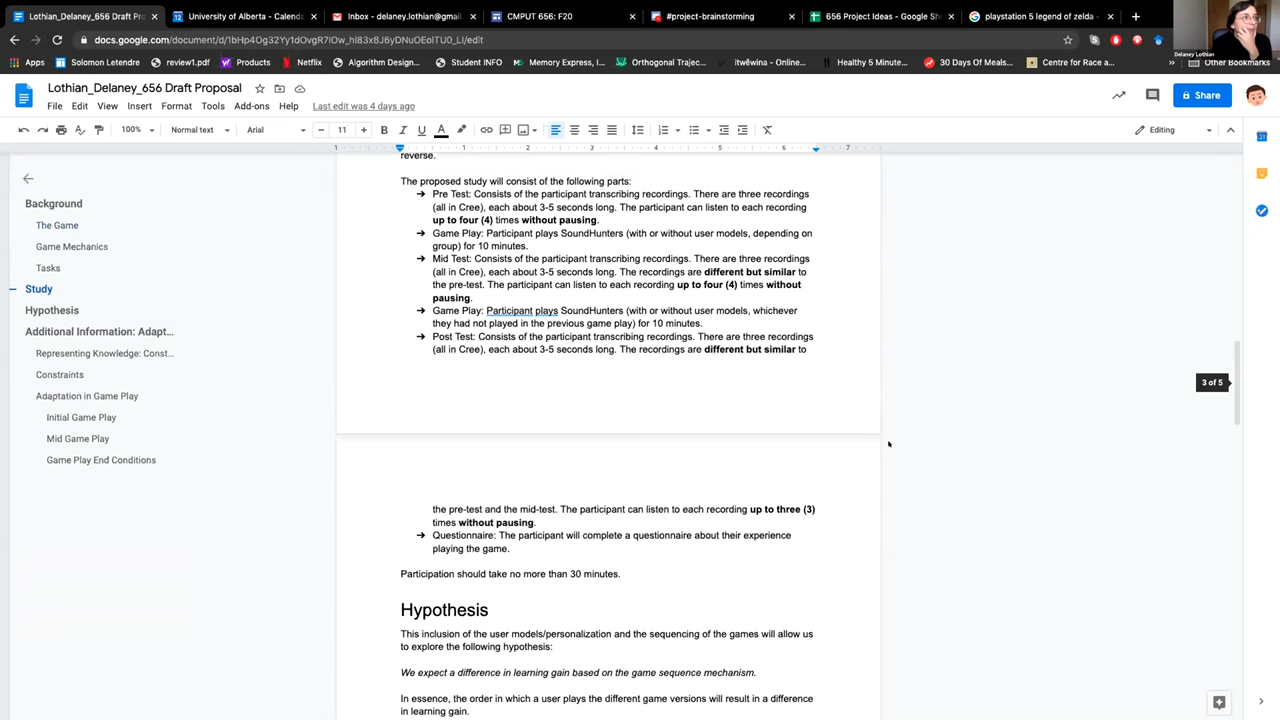 Lothian_Delaney_656 Draft Pro
University of Alberta - Calenda
Inbox - delaney.lothian@gmail.
CMPUT 656: F20
#project-brainstorming
656 Project Ideas - Google She
playstation 5 legend of zelda -
Delaney Lothian
Apps
Solomon Letendre
review1.pdf
Products
Netflix
Algorithm Design...
Student INFO
Memory Express, I...
Orthogonal Trajec...
itwêwina - Online...
Healthy 5 Minute...
30 Days Of Meals...
Centre for Race a...
»
Other Bookmarks
Lothian_Delaney_656 Draft Proposal
File Edit View Insert Format Tools Add-ons Help Last edit was 4 days ago
Share
100% Normal text Arial 11 B I U A Editing
1 1 2 3 4 5 6 7
Background
The Game
Game Mechanics
Tasks
Study
Hypothesis
Additional Information: Adapt...
Representing Knowledge: Const...
Constraints
Adaptation in Game Play
Initial Game Play
Mid Game Play
Game Play End Conditions
reverse.
The proposed study will consist of the following parts:
➔ Pre Test: Consists of the participant transcribing recordings. There are three recordings
(all in Cree), each about 3-5 seconds long. The participant can listen to each recording
up to four (4) times without pausing.
➔ Game Play: Participant plays SoundHunters (with or without user models, depending on
group) for 10 minutes.
➔ Mid Test: Consists of the participant transcribing recordings. There are three recordings
(all in Cree), each about 3-5 seconds long. The recordings are different but similar to
the pre-test. The participant can listen to each recording up to four (4) times without
pausing.
➔ Game Play: Participant plays SoundHunters (with or without user models, whichever
they had not played in the previous game play) for 10 minutes.
➔ Post Test: Consists of the participant transcribing recordings. There are three recordings
(all in Cree), each about 3-5 seconds long. The recordings are different but similar to
3 of 5
the pre-test and the mid-test. The participant can listen to each recording up to three (3)
times without pausing.
➔ Questionnaire: The participant will complete a questionnaire about their experience
playing the game.
Participation should take no more than 30 minutes.
Hypothesis
This inclusion of the user models/personalization and the sequencing of the games will allow us
to explore the following hypothesis:
We expect a difference in learning gain based on the game sequence mechanism.
In essence, the order in which a user plays the different game versions will result in a difference
in learning gain.